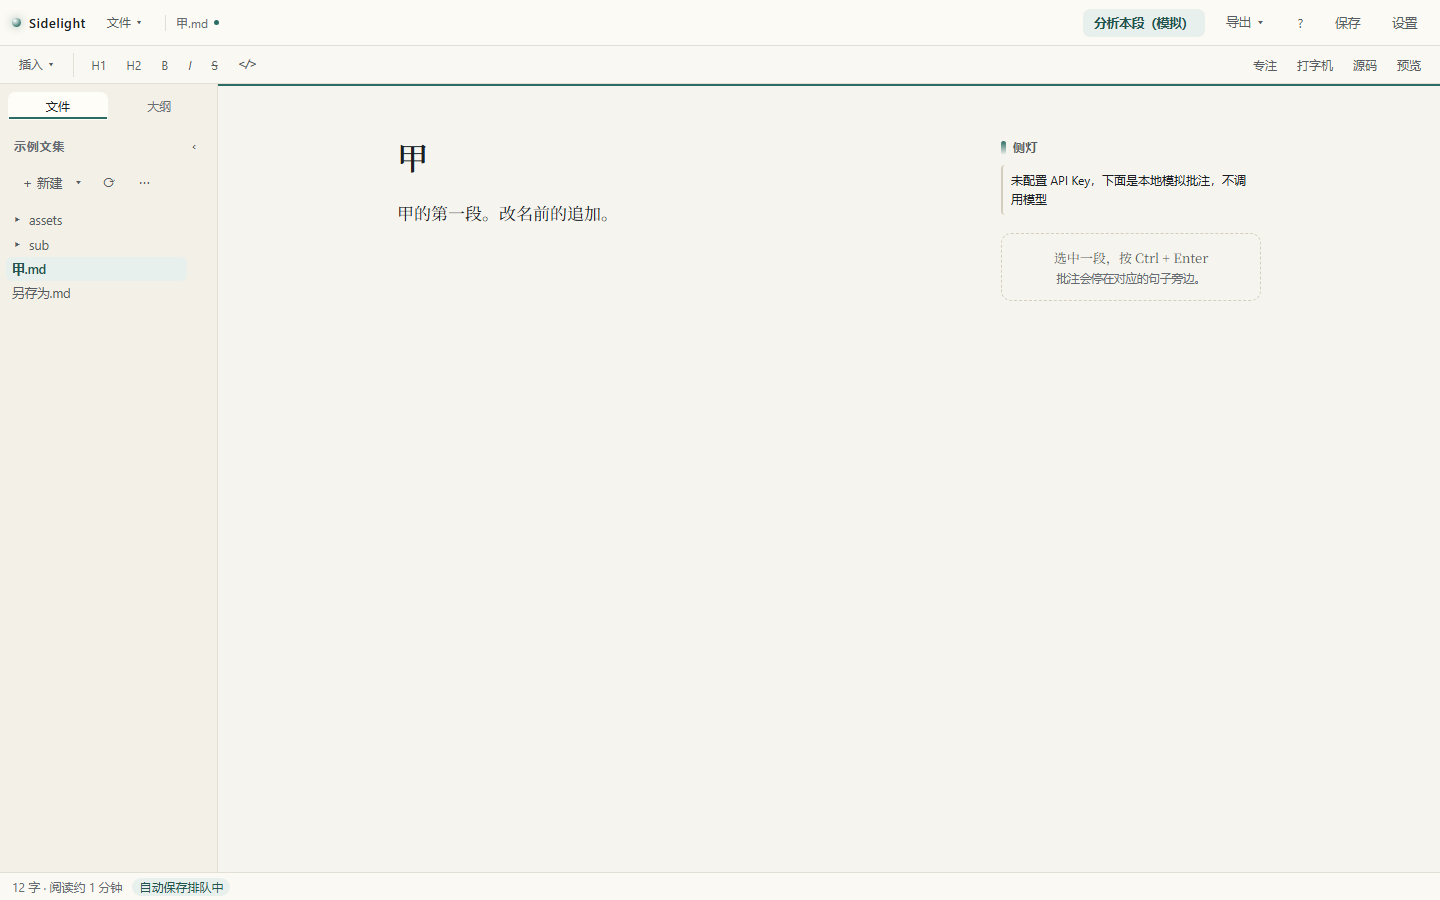 Sidelight 文件 甲.md 分析本段（模拟） 导出 ? 保存 设置
插入 H1 H2 B I S </> 专注 打字机 源码 预览
文件 大纲
示例文集 ‹
+ 新建 ⟳ ···
assets
sub
甲.md
另存为.md
甲
甲的第一段。改名前的追加。
侧灯
未配置 API Key，下面是本地模拟批注，不调
用模型
选中一段，按 Ctrl + Enter
批注会停在对应的句子旁边。
12 字 · 阅读约 1 分钟 自动保存排队中